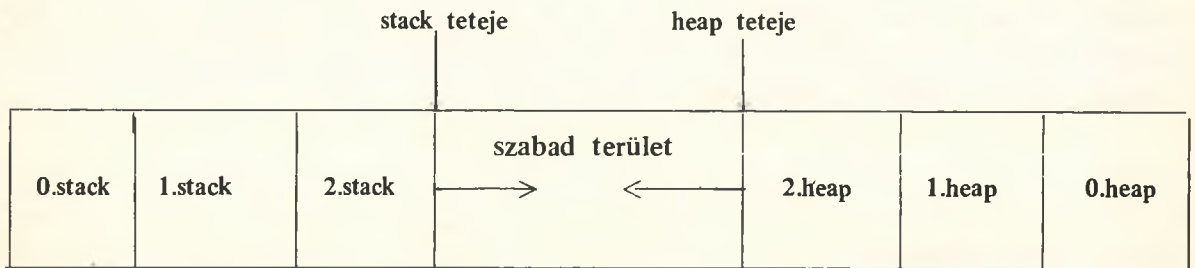 stack teteje heap teteje
szabad terület
0.stack 1.stack 2.stack 2.heap 1.heap 0.heap